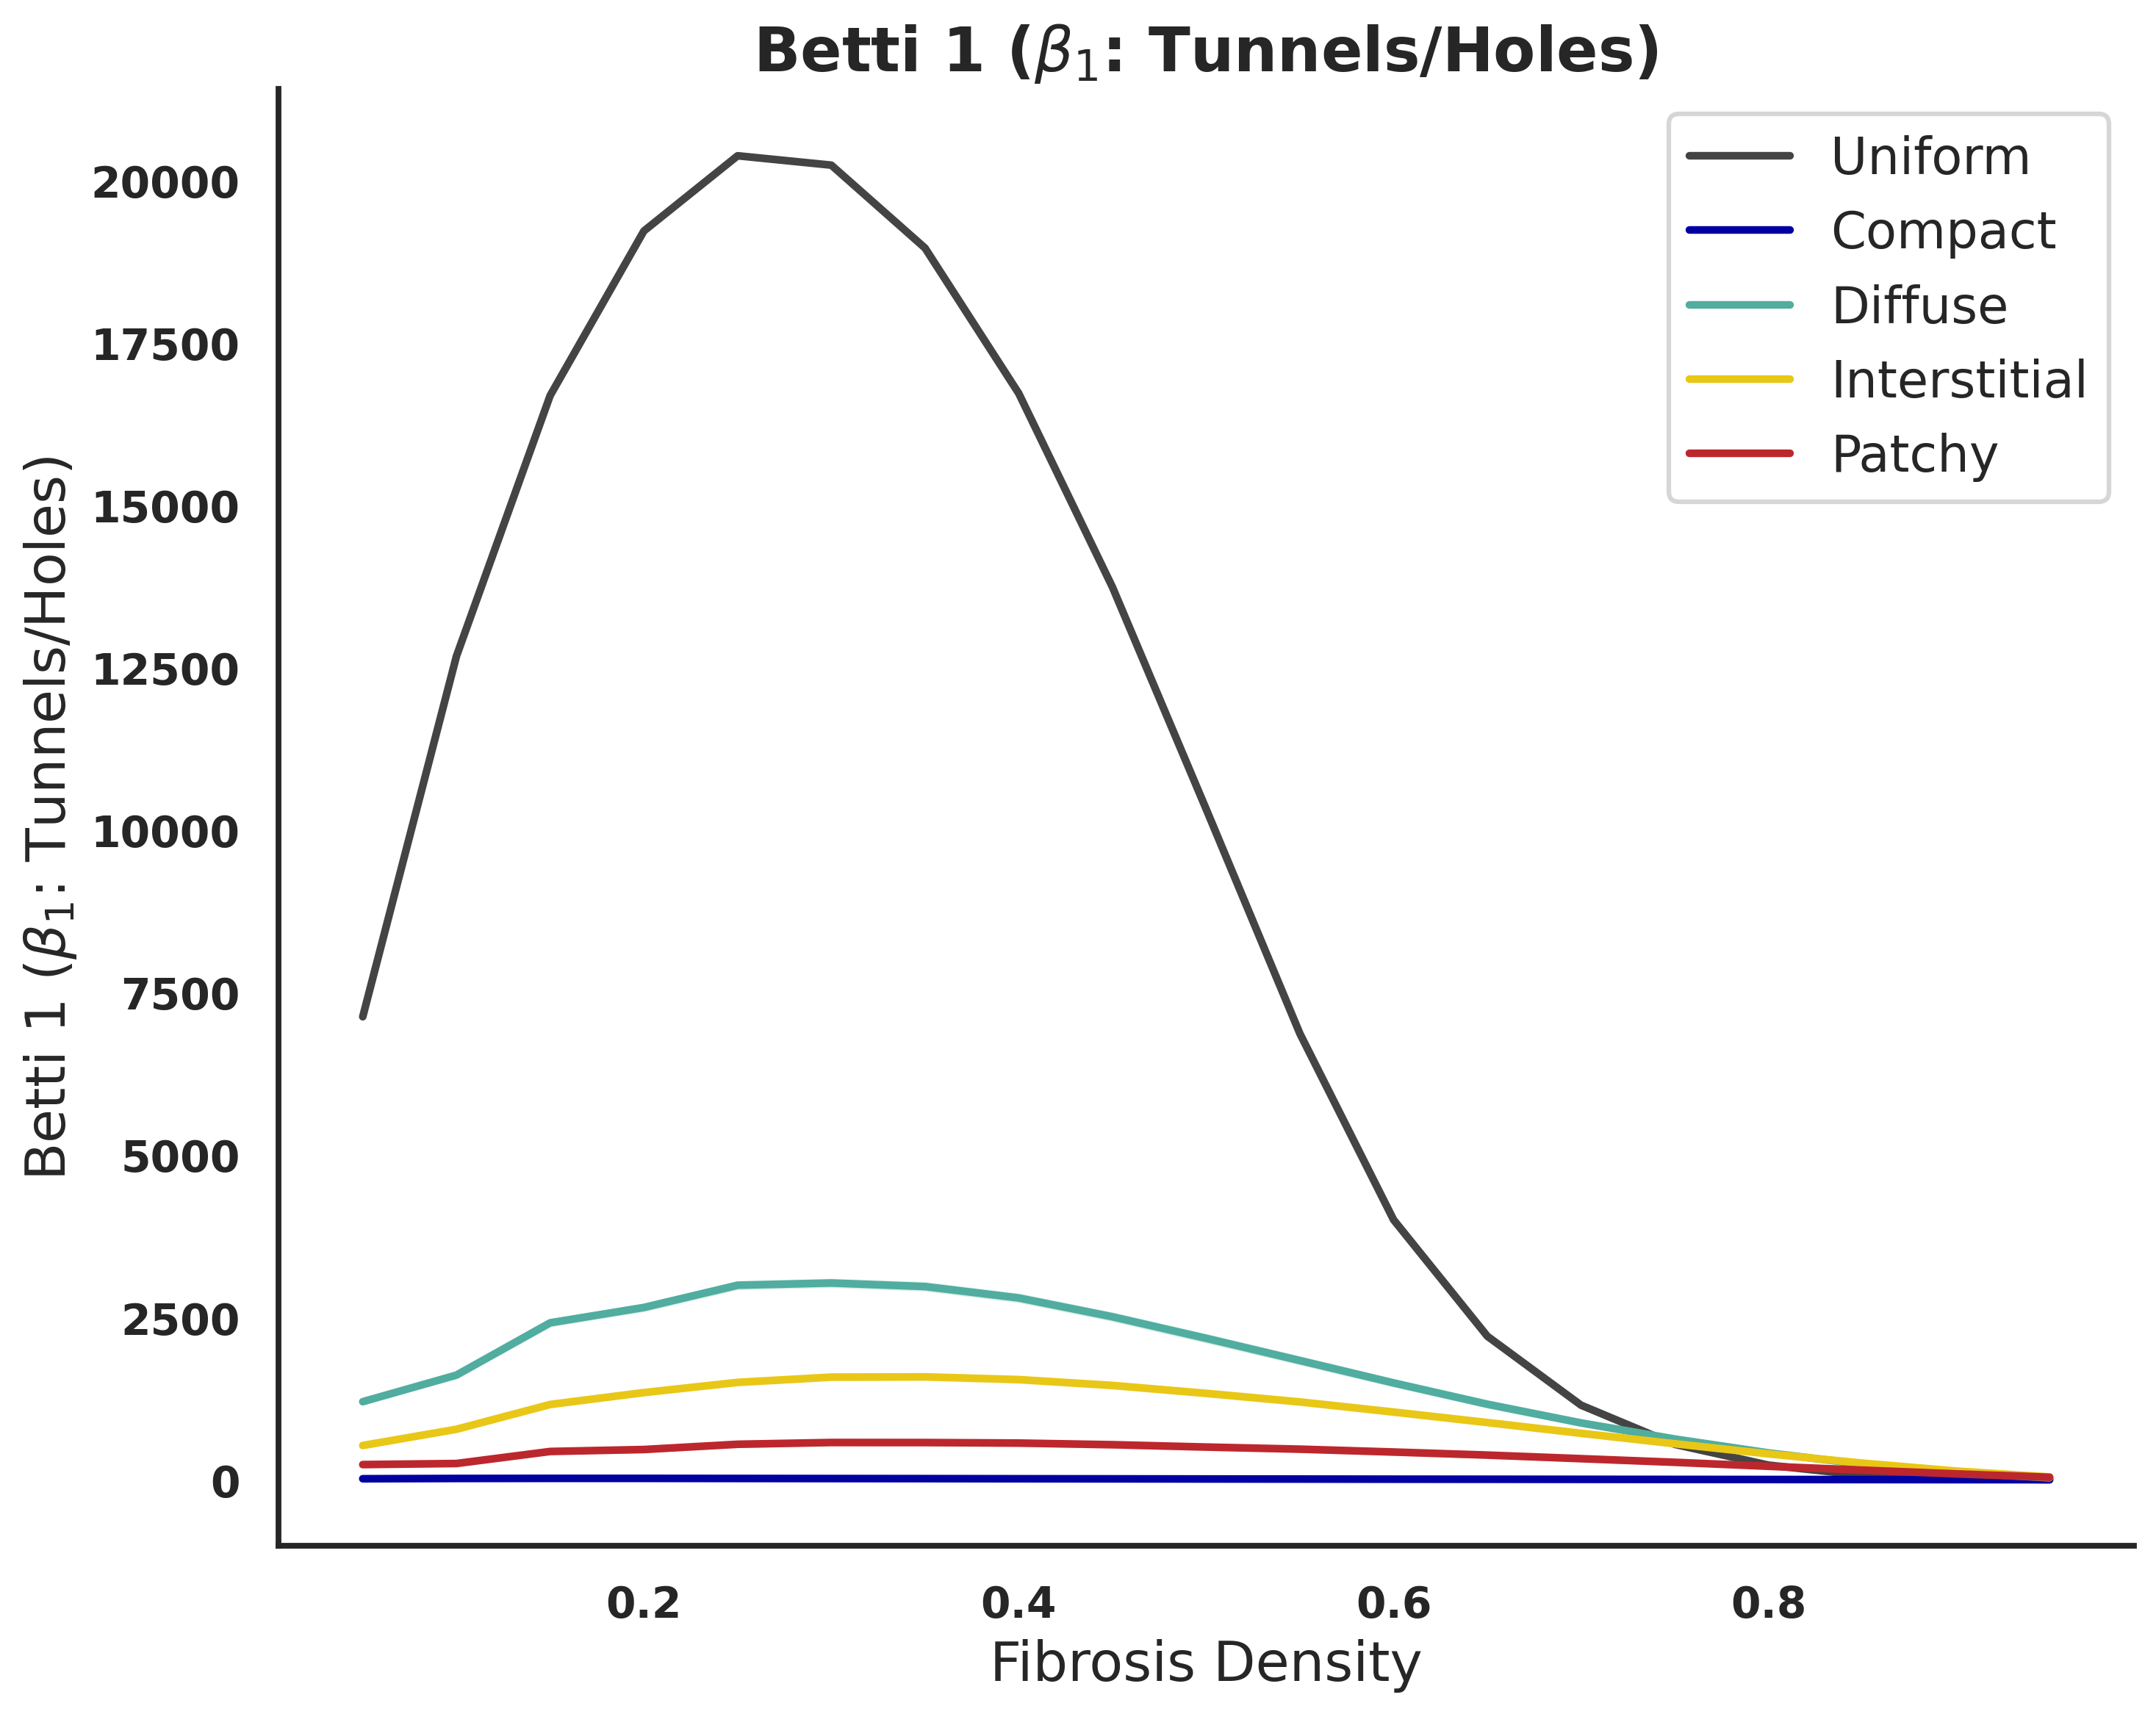 Betti 1 (β₁: Tunnels/Holes)
Uniform
Compact
Diffuse
Interstitial
Patchy
Betti 1 (β₁: Tunnels/Holes)
20000
17500
15000
12500
10000
7500
5000
2500
0
0.2 0.4 0.6 0.8
Fibrosis Density